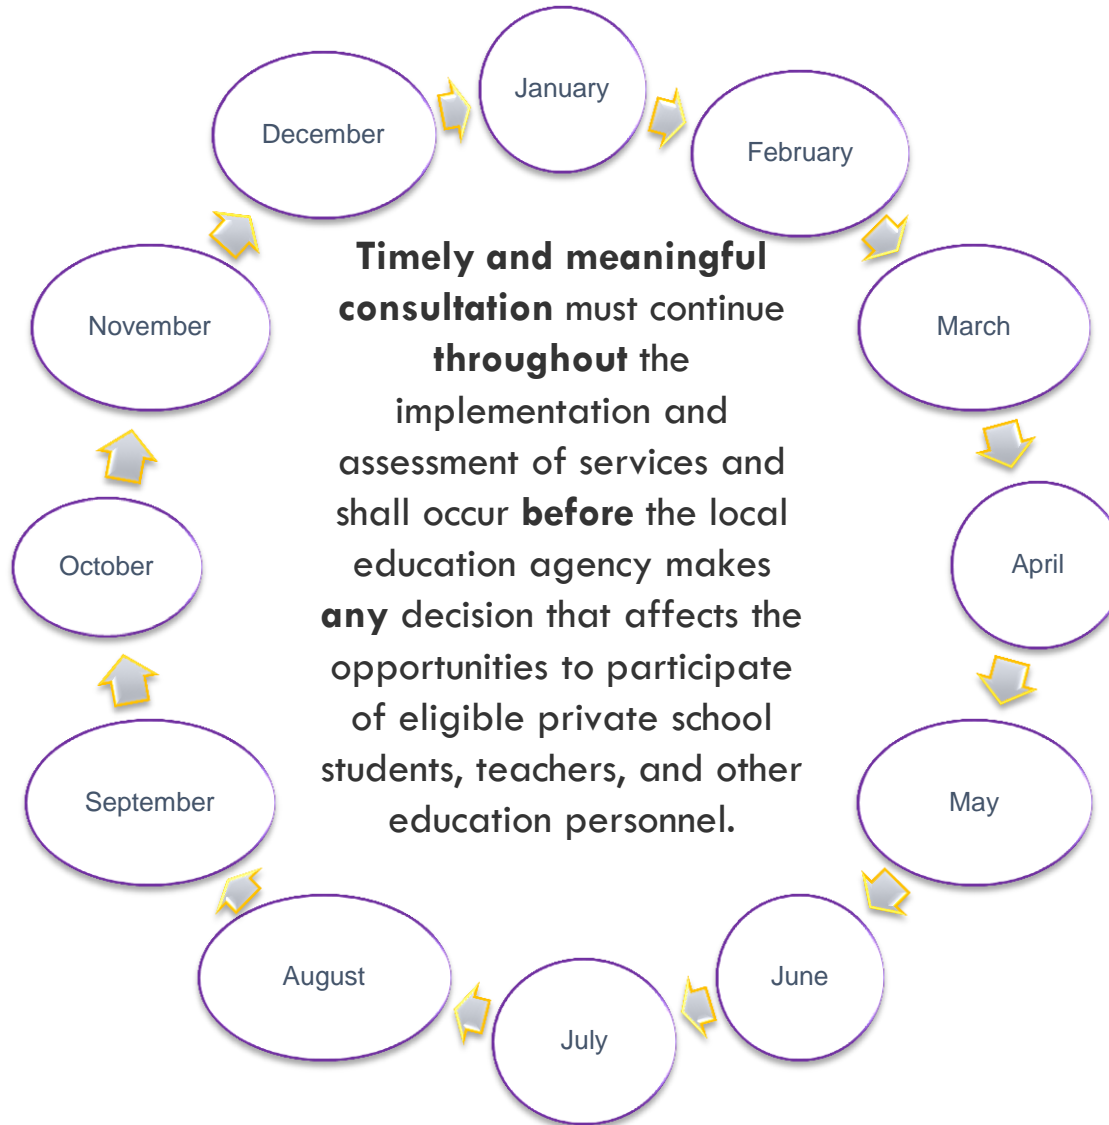 January
February
March
April
May
June
July
August
September
October
November
December
Timely and meaningful
consultation must continue
throughout the
implementation and
assessment of services and
shall occur before the local
education agency makes
any decision that affects the
opportunities to participate
of eligible private school
students, teachers, and other
education personnel.